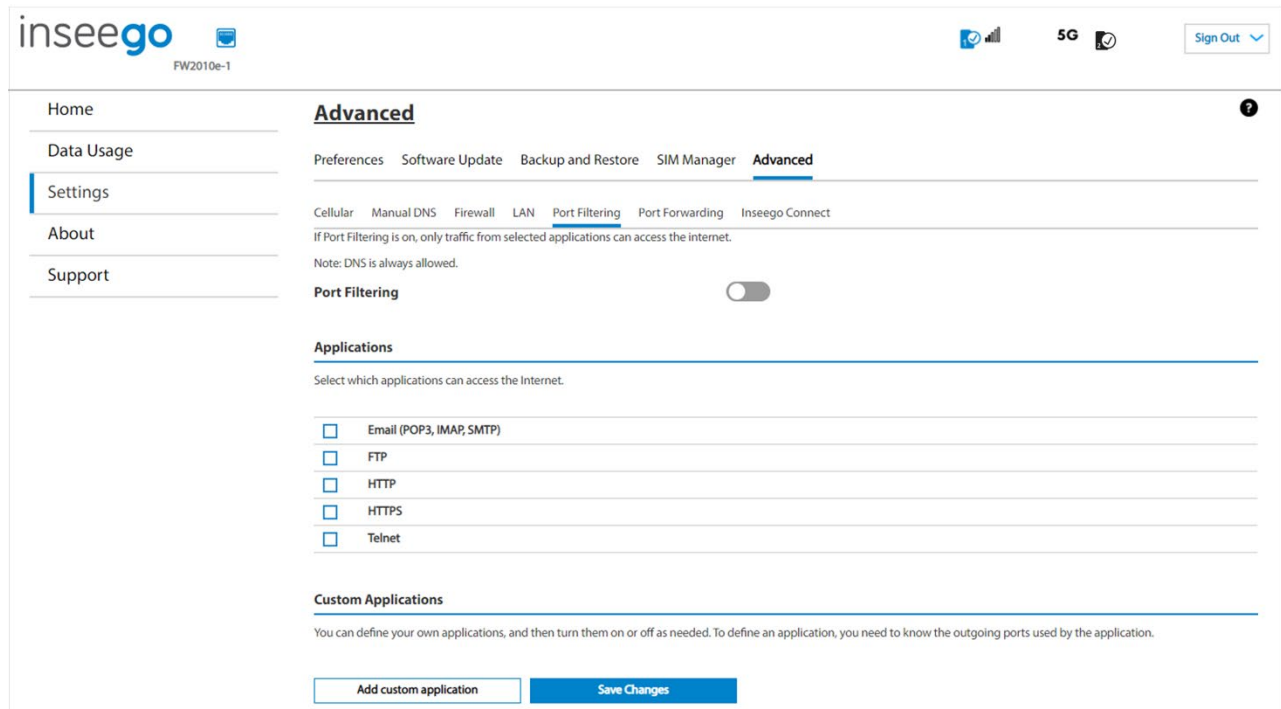 inseego
FW2010e-1
1
5G
2
Sign Out
Home
Data Usage
Settings
About
Support
Advanced
?
Preferences Software Update Backup and Restore SIM Manager Advanced
Cellular Manual DNS Firewall LAN Port Filtering Port Forwarding Inseego Connect
If Port Filtering is on, only traffic from selected applications can access the internet.
Note: DNS is always allowed.
Port Filtering
Applications
Select which applications can access the Internet.
Email (POP3, IMAP, SMTP)
FTP
HTTP
HTTPS
Telnet
Custom Applications
You can define your own applications, and then turn them on or off as needed. To define an application, you need to know the outgoing ports used by the application.
Add custom application Save Changes